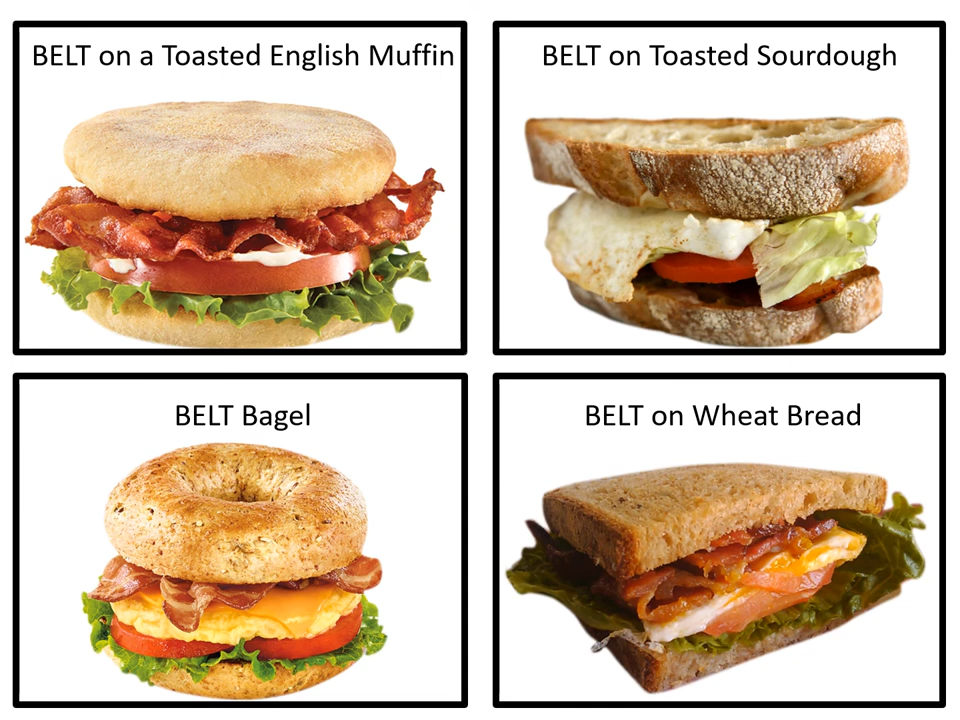 BELT on a Toasted English Muffin
BELT on Toasted Sourdough
BELT Bagel
BELT on Wheat Bread